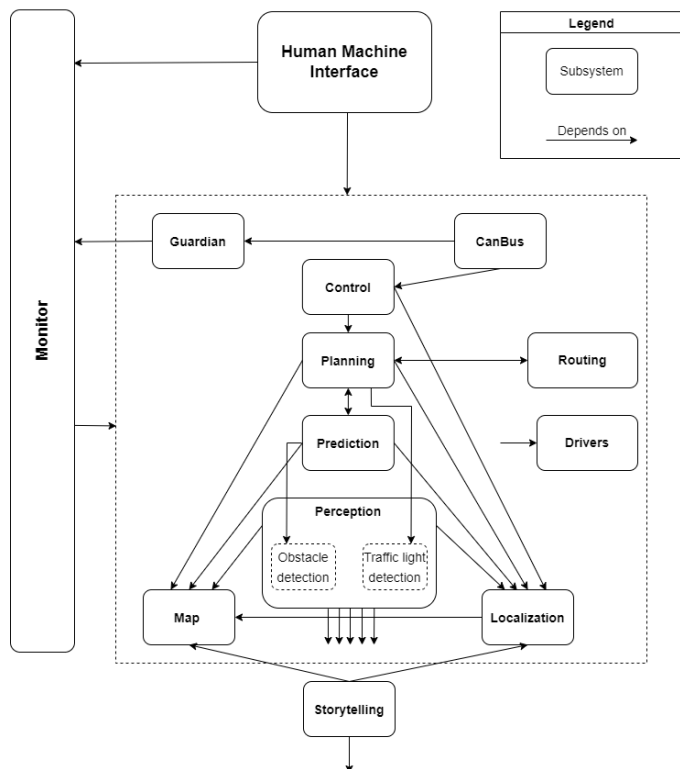 Human Machine
Interface
Legend
Subsystem
Depends on
Monitor
Guardian
CanBus
Control
Planning
Routing
Prediction
Drivers
Perception
Obstacle
detection
Traffic light
detection
Map
Localization
Storytelling